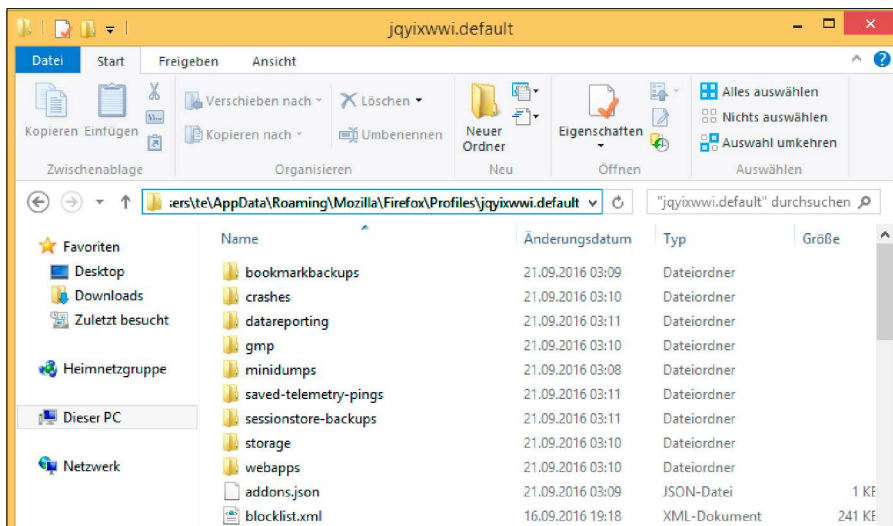 jqyixwwi.default
Datei Start Freigeben Ansicht
Kopieren Einfügen
Verschieben nach
Kopieren nach
Löschen
Umbenennen
Neuer Ordner
Eigenschaften
Alles auswählen
Nichts auswählen
Auswahl umkehren
Zwischenablage Organisieren Neu Öffnen Auswählen
:ers\te\AppData\Roaming\Mozilla\Firefox\Profiles\jqyixwwi.default "jqyixwwi.default" durchsuchen
Favoriten
Desktop
Downloads
Zuletzt besucht
Heimnetzgruppe
Dieser PC
Netzwerk
Name Änderungsdatum Typ Größe
bookmarkbackups 21.09.2016 03:09 Dateiordner
crashes 21.09.2016 03:10 Dateiordner
datareporting 21.09.2016 03:11 Dateiordner
gmp 21.09.2016 03:10 Dateiordner
minidumps 21.09.2016 03:08 Dateiordner
saved-telemetry-pings 21.09.2016 03:11 Dateiordner
sessionstore-backups 21.09.2016 03:11 Dateiordner
storage 21.09.2016 03:10 Dateiordner
webapps 21.09.2016 03:10 Dateiordner
addons.json 21.09.2016 03:09 JSON-Datei 1 KB
blocklist.xml 16.09.2016 19:18 XML-Dokument 241 KB